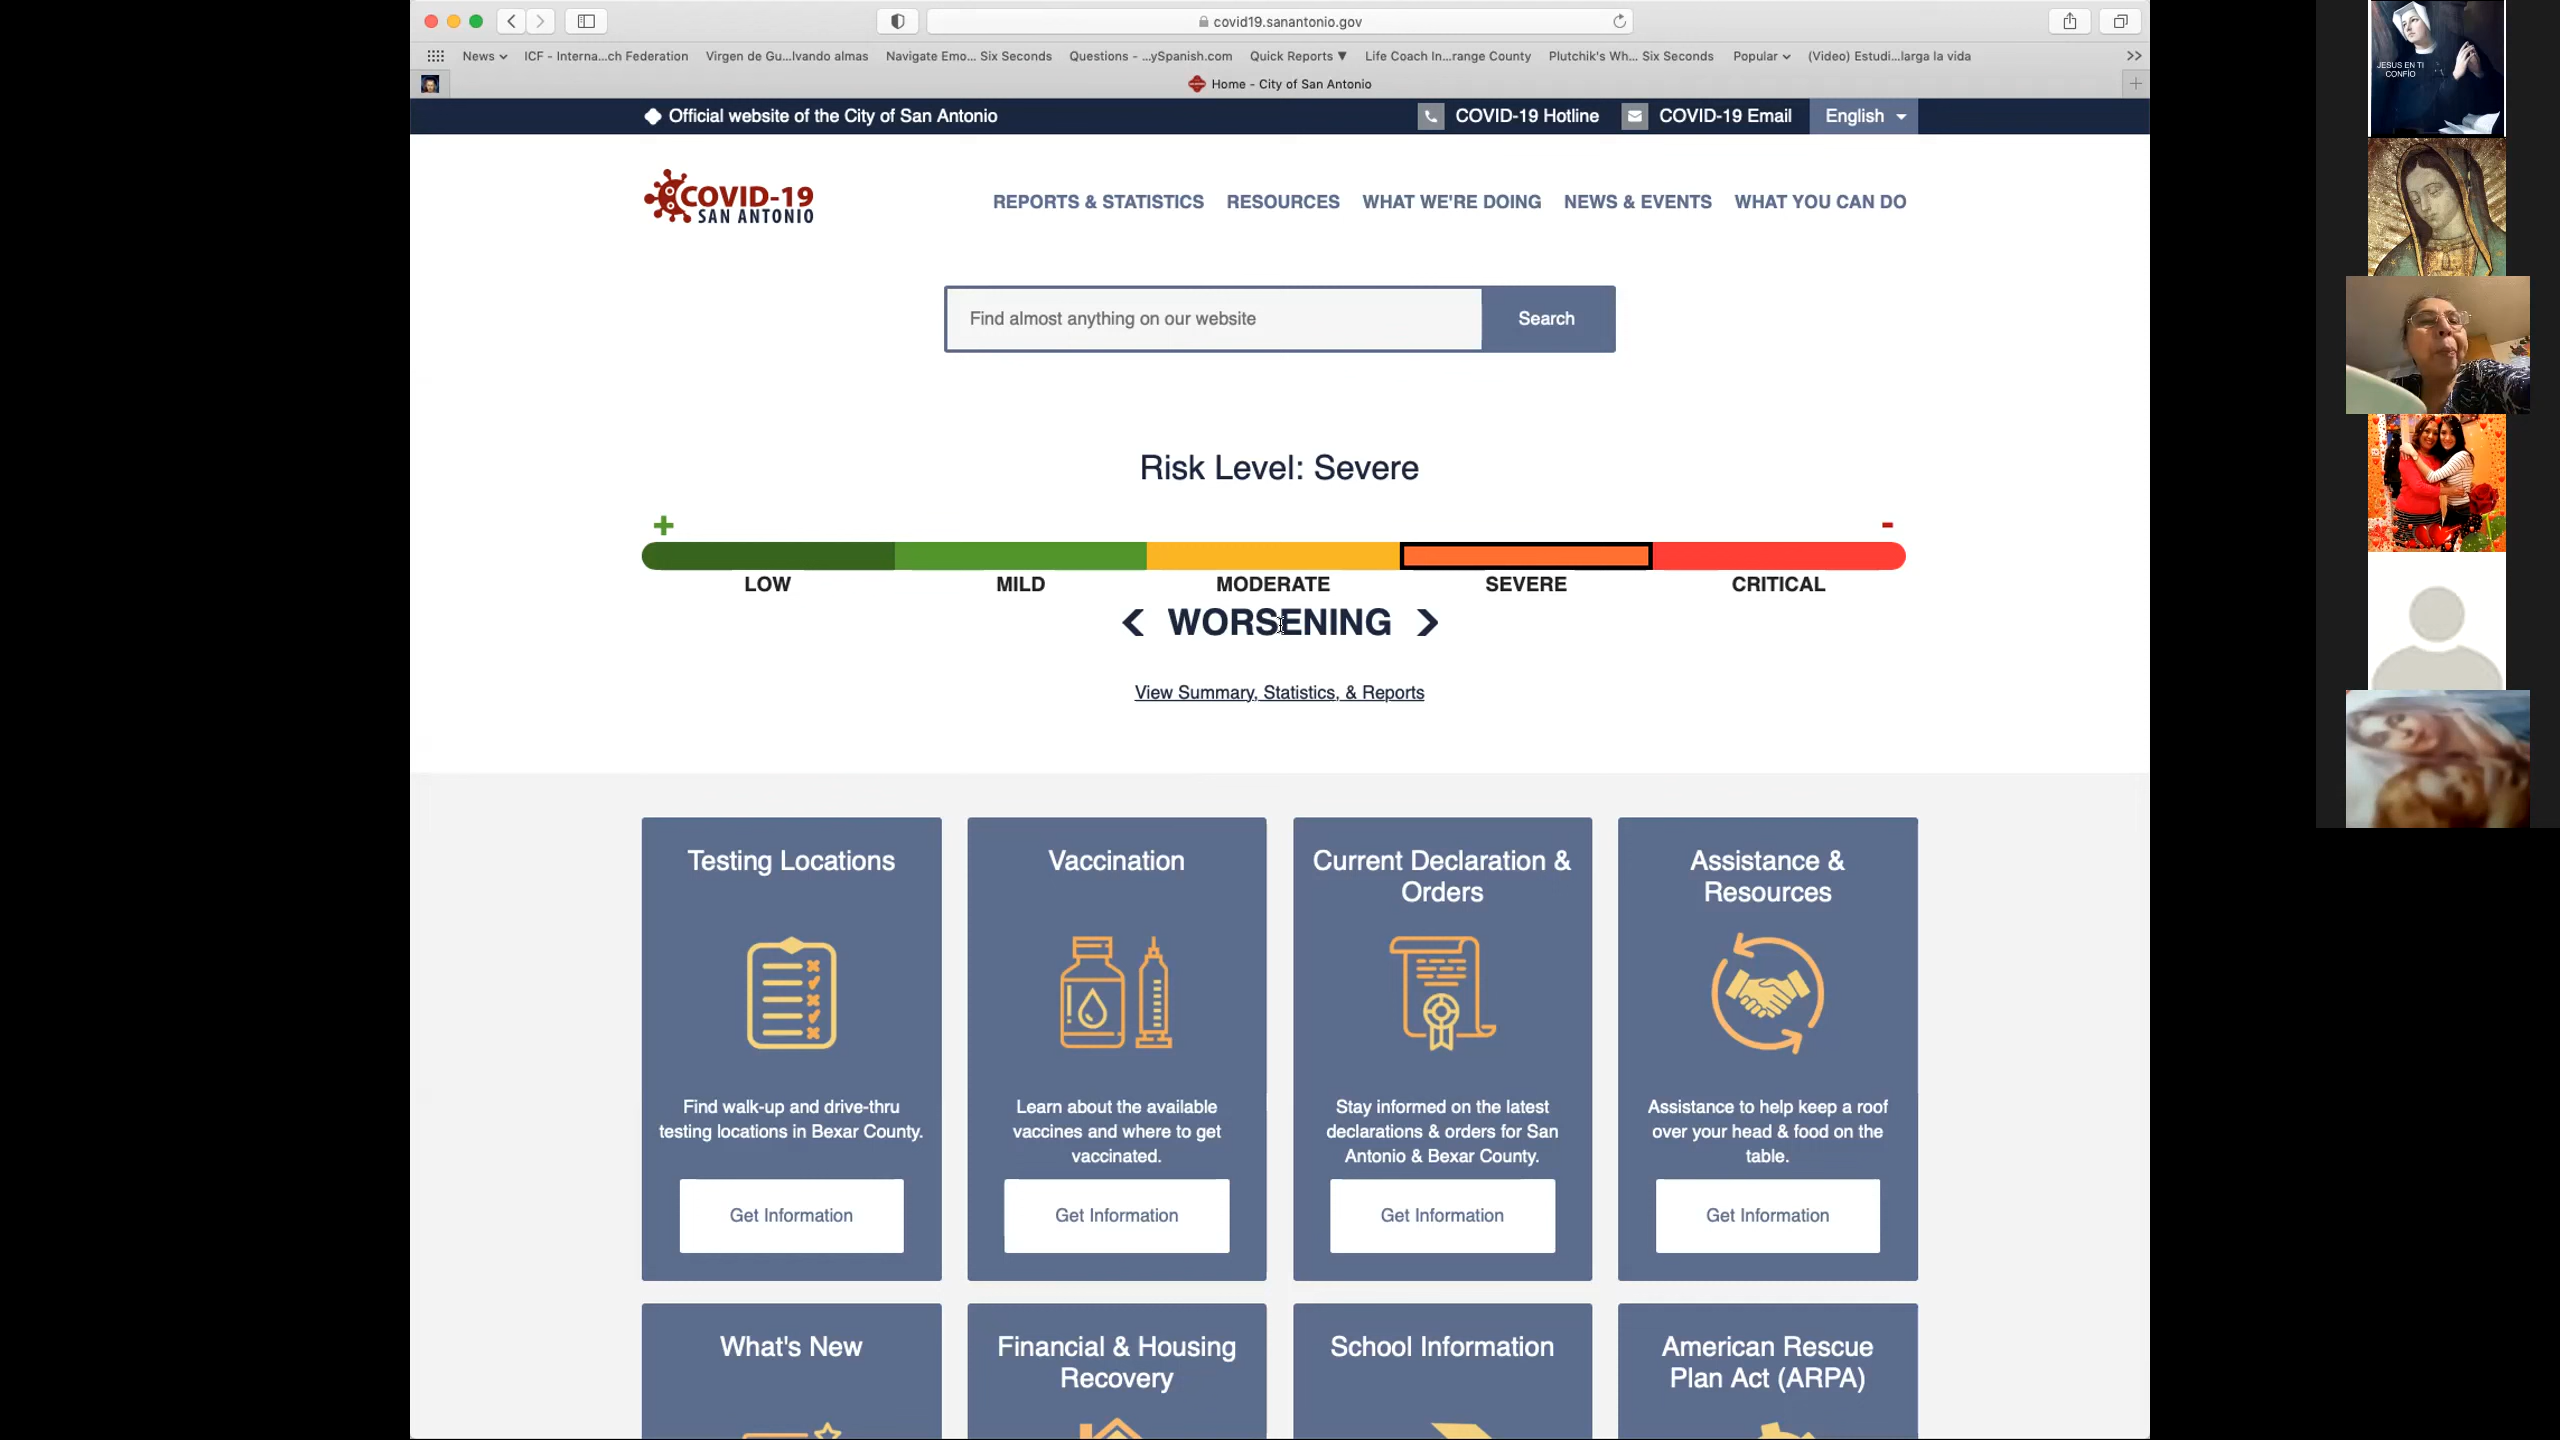 covid19.sanantonio.gov
News
ICF - Interna...ch Federation
Virgen de Gu...lvando almas
Navigate Emo... Six Seconds
Questions - ...ySpanish.com
Quick Reports ▼
Life Coach In...range County
Plutchik's Wh... Six Seconds
Popular
(Video) Estudi...larga la vida
Home - City of San Antonio
Official website of the City of San Antonio
COVID-19 Hotline
COVID-19 Email
English
COVID-19
SAN ANTONIO
REPORTS & STATISTICS
RESOURCES
WHAT WE'RE DOING
NEWS & EVENTS
WHAT YOU CAN DO
Find almost anything on our website
Search
Risk Level: Severe
+
-
LOW
MILD
MODERATE
SEVERE
CRITICAL
WORSENING
View Summary, Statistics, & Reports
Testing Locations
Find walk-up and drive-thru
testing locations in Bexar County.
Get Information
Vaccination
Learn about the available
vaccines and where to get
vaccinated.
Get Information
Current Declaration &
Orders
Stay informed on the latest
declarations & orders for San
Antonio & Bexar County.
Get Information
Assistance &
Resources
Assistance to help keep a roof
over your head & food on the
table.
Get Information
What's New
Financial & Housing
Recovery
School Information
American Rescue
Plan Act (ARPA)
JESUS EN TI
CONFÍO